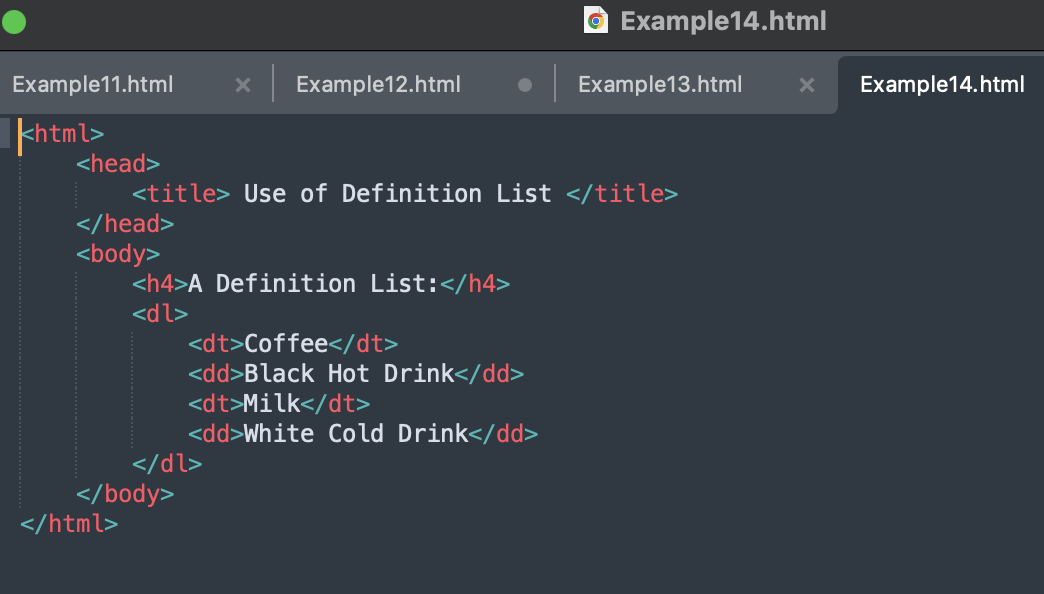 Example14.html
Example11.html Example12.html Example13.html Example14.html
<html>
    <head>
        <title> Use of Definition List </title>
    </head>
    <body>
        <h4>A Definition List:</h4>
        <dl>
            <dt>Coffee</dt>
            <dd>Black Hot Drink</dd>
            <dt>Milk</dt>
            <dd>White Cold Drink</dd>
        </dl>
    </body>
</html>